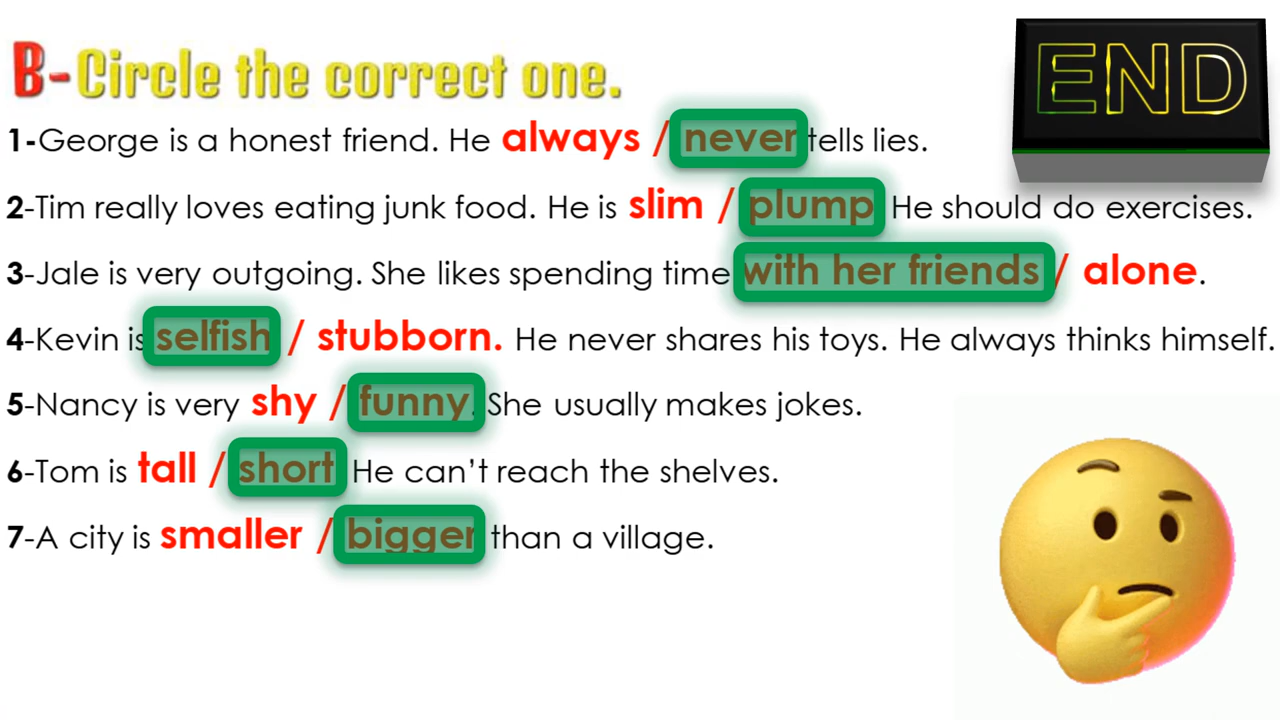 B-Circle the correct one.
END
1-George is a honest friend. He always / never tells lies.
2-Tim really loves eating junk food. He is slim / plump. He should do exercises.
3-Jale is very outgoing. She likes spending time with her friends / alone.
4-Kevin is selfish / stubborn. He never shares his toys. He always thinks himself.
5-Nancy is very shy / funny. She usually makes jokes.
6-Tom is tall / short. He can’t reach the shelves.
7-A city is smaller / bigger than a village.